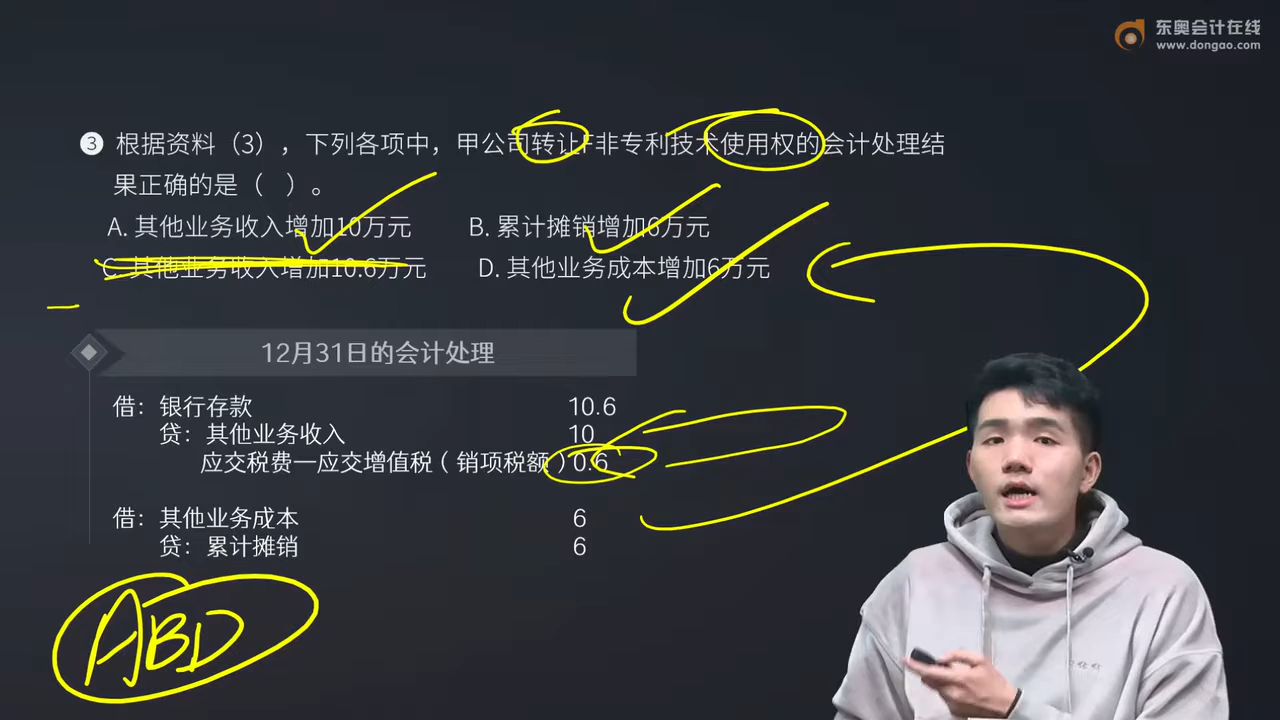 东奥会计在线
www.dongao.com
❸ 根据资料（3），下列各项中，甲公司转让F非专利技术使用权的会计处理结
果正确的是（ ）。
A. 其他业务收入增加10万元 B. 累计摊销增加6万元
C. 其他业务收入增加10.6万元 D. 其他业务成本增加6万元
12月31日的会计处理
借：银行存款 10.6
贷：其他业务收入 10
应交税费—应交增值税（销项税额）0.6
借：其他业务成本 6
贷：累计摊销 6
ABD